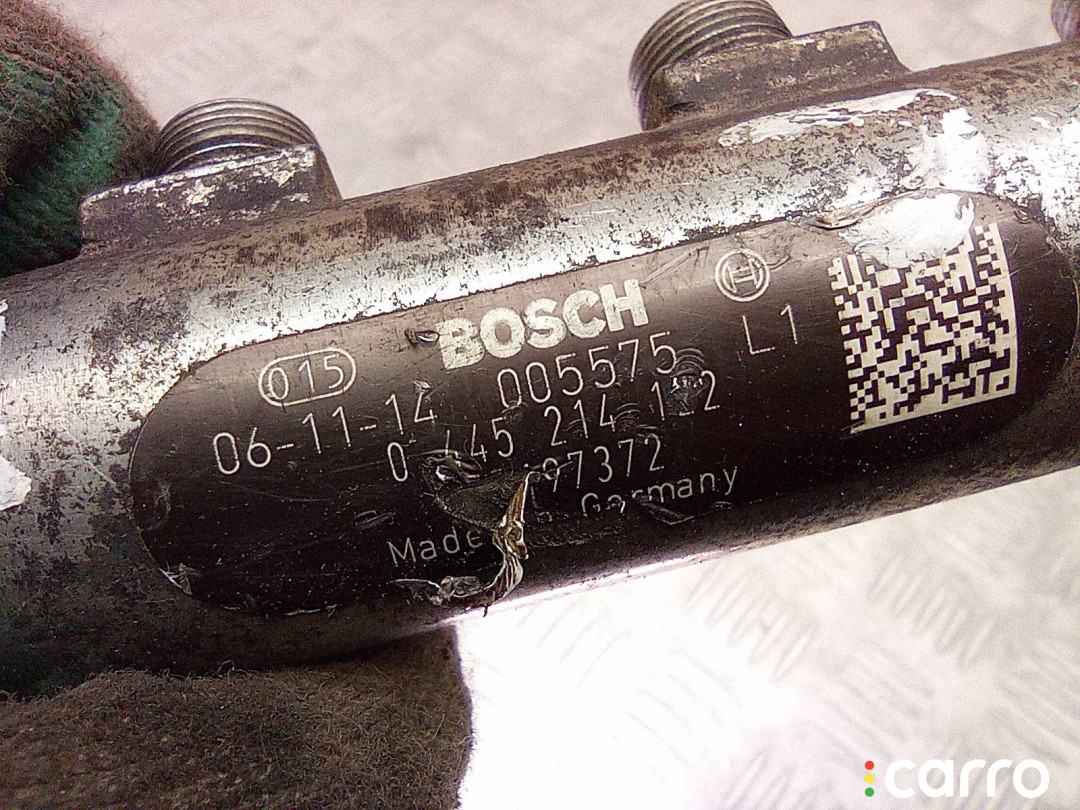 BOSCH
015
06-11-14 005575 L1
0 445 214
97372
Made Germany
carro